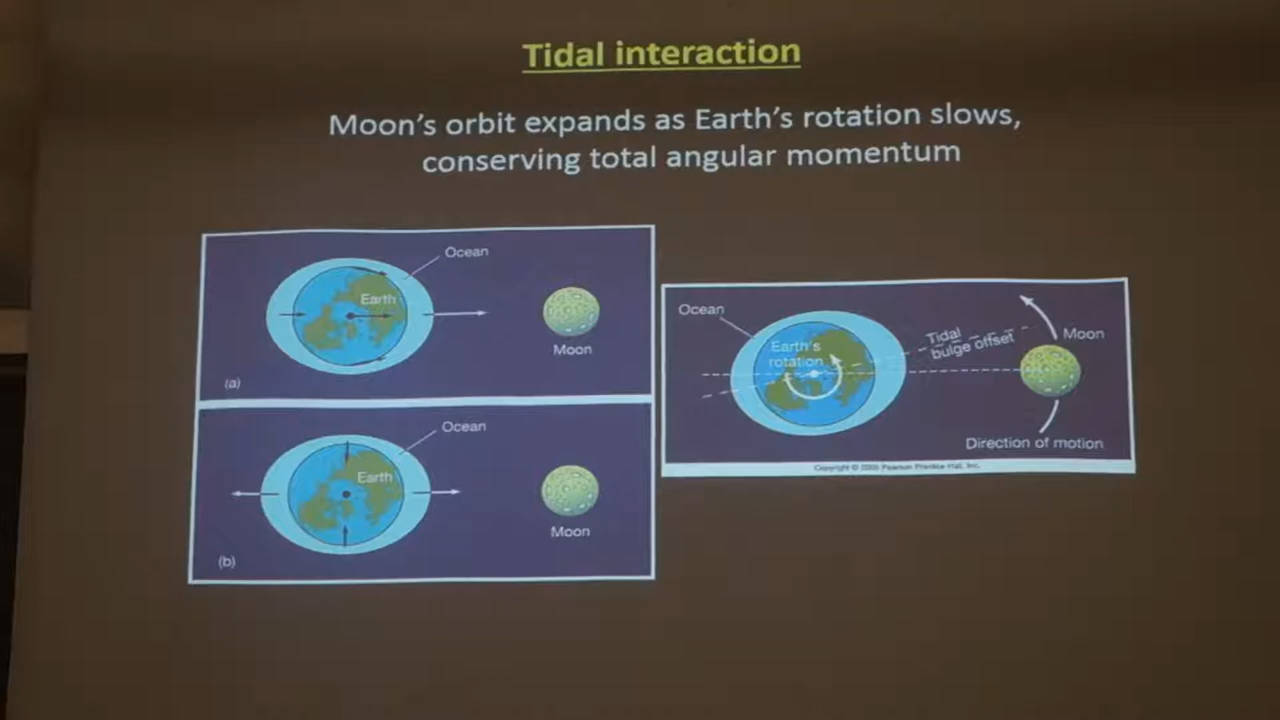 Tidal interaction
Moon's orbit expands as Earth's rotation slows,
conserving total angular momentum
Ocean
Earth
Moon
(a)
Ocean
Earth
Moon
(b)
Ocean
Earth's
rotation
Tidal
bulge offset
Moon
Direction of motion
Copyright © 2005 Pearson Prentice Hall, Inc.